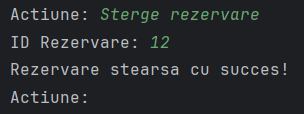 Actiune: Sterge rezervare
ID Rezervare: 12
Rezervare stearsa cu succes!
Actiune: